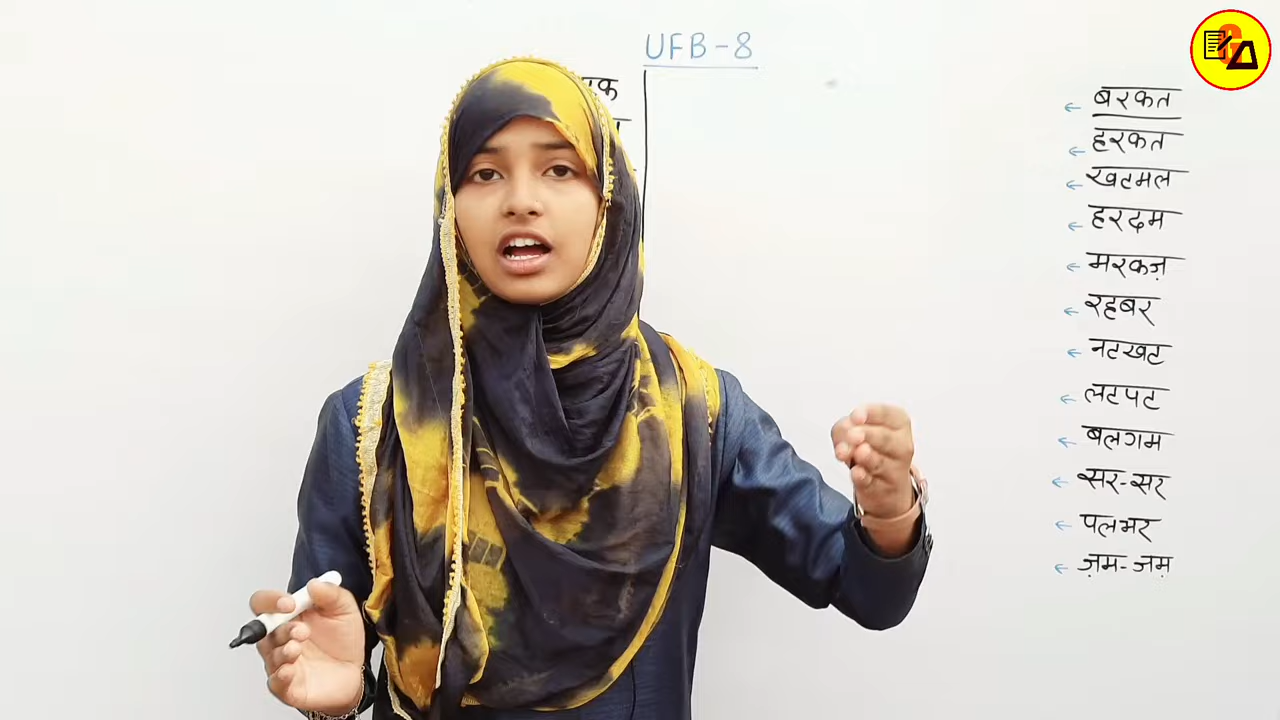 UFB-8
बरकत
हरकत
खटमल
हरदम
मरकज़
रहबर
नटखट
लटपट
बलगम
सर-सर
पलभर
ज़म-ज़म